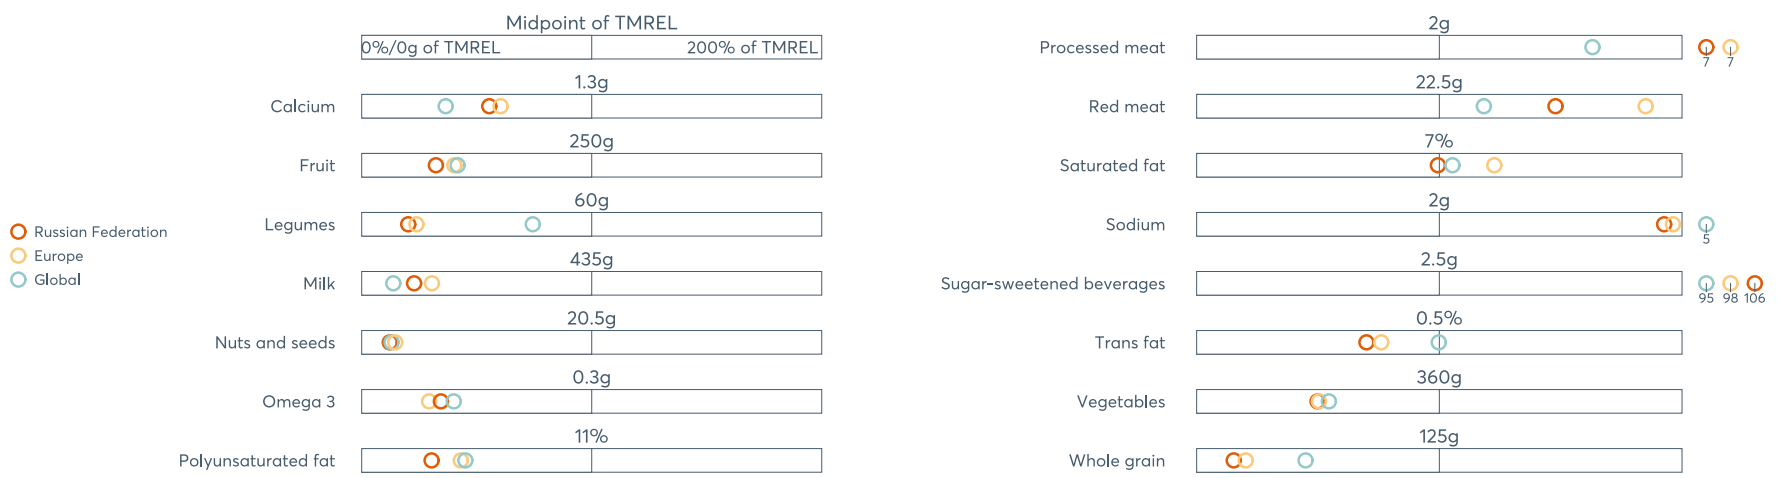 Midpoint of TMREL
0%/0g of TMREL 200% of TMREL
1.3g
Calcium
250g
Fruit
60g
Legumes
435g
Milk
20.5g
Nuts and seeds
0.3g
Omega 3
11%
Polyunsaturated fat
Russian Federation
Europe
Global
2g
Processed meat
7 7
22.5g
Red meat
7%
Saturated fat
2g
Sodium
5
2.5g
Sugar-sweetened beverages
95 98 106
0.5%
Trans fat
360g
Vegetables
125g
Whole grain